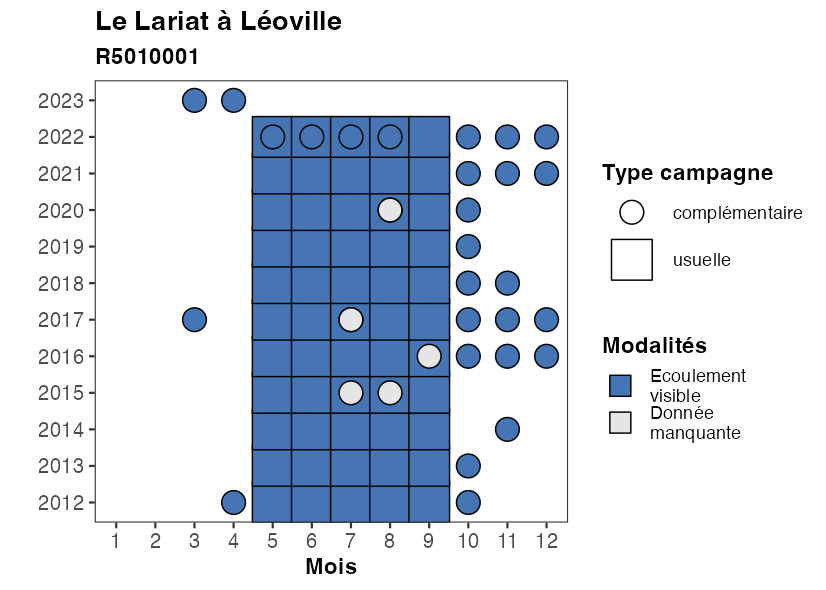 Le Lariat à Léoville
R5010001
2023
2022
2021
2020
2019
2018
2017
2016
2015
2014
2013
2012
1 2 3 4 5 6 7 8 9 10 11 12
Mois
Type campagne
complémentaire
usuelle
Modalités
Ecoulement
visible
Donnée
manquante